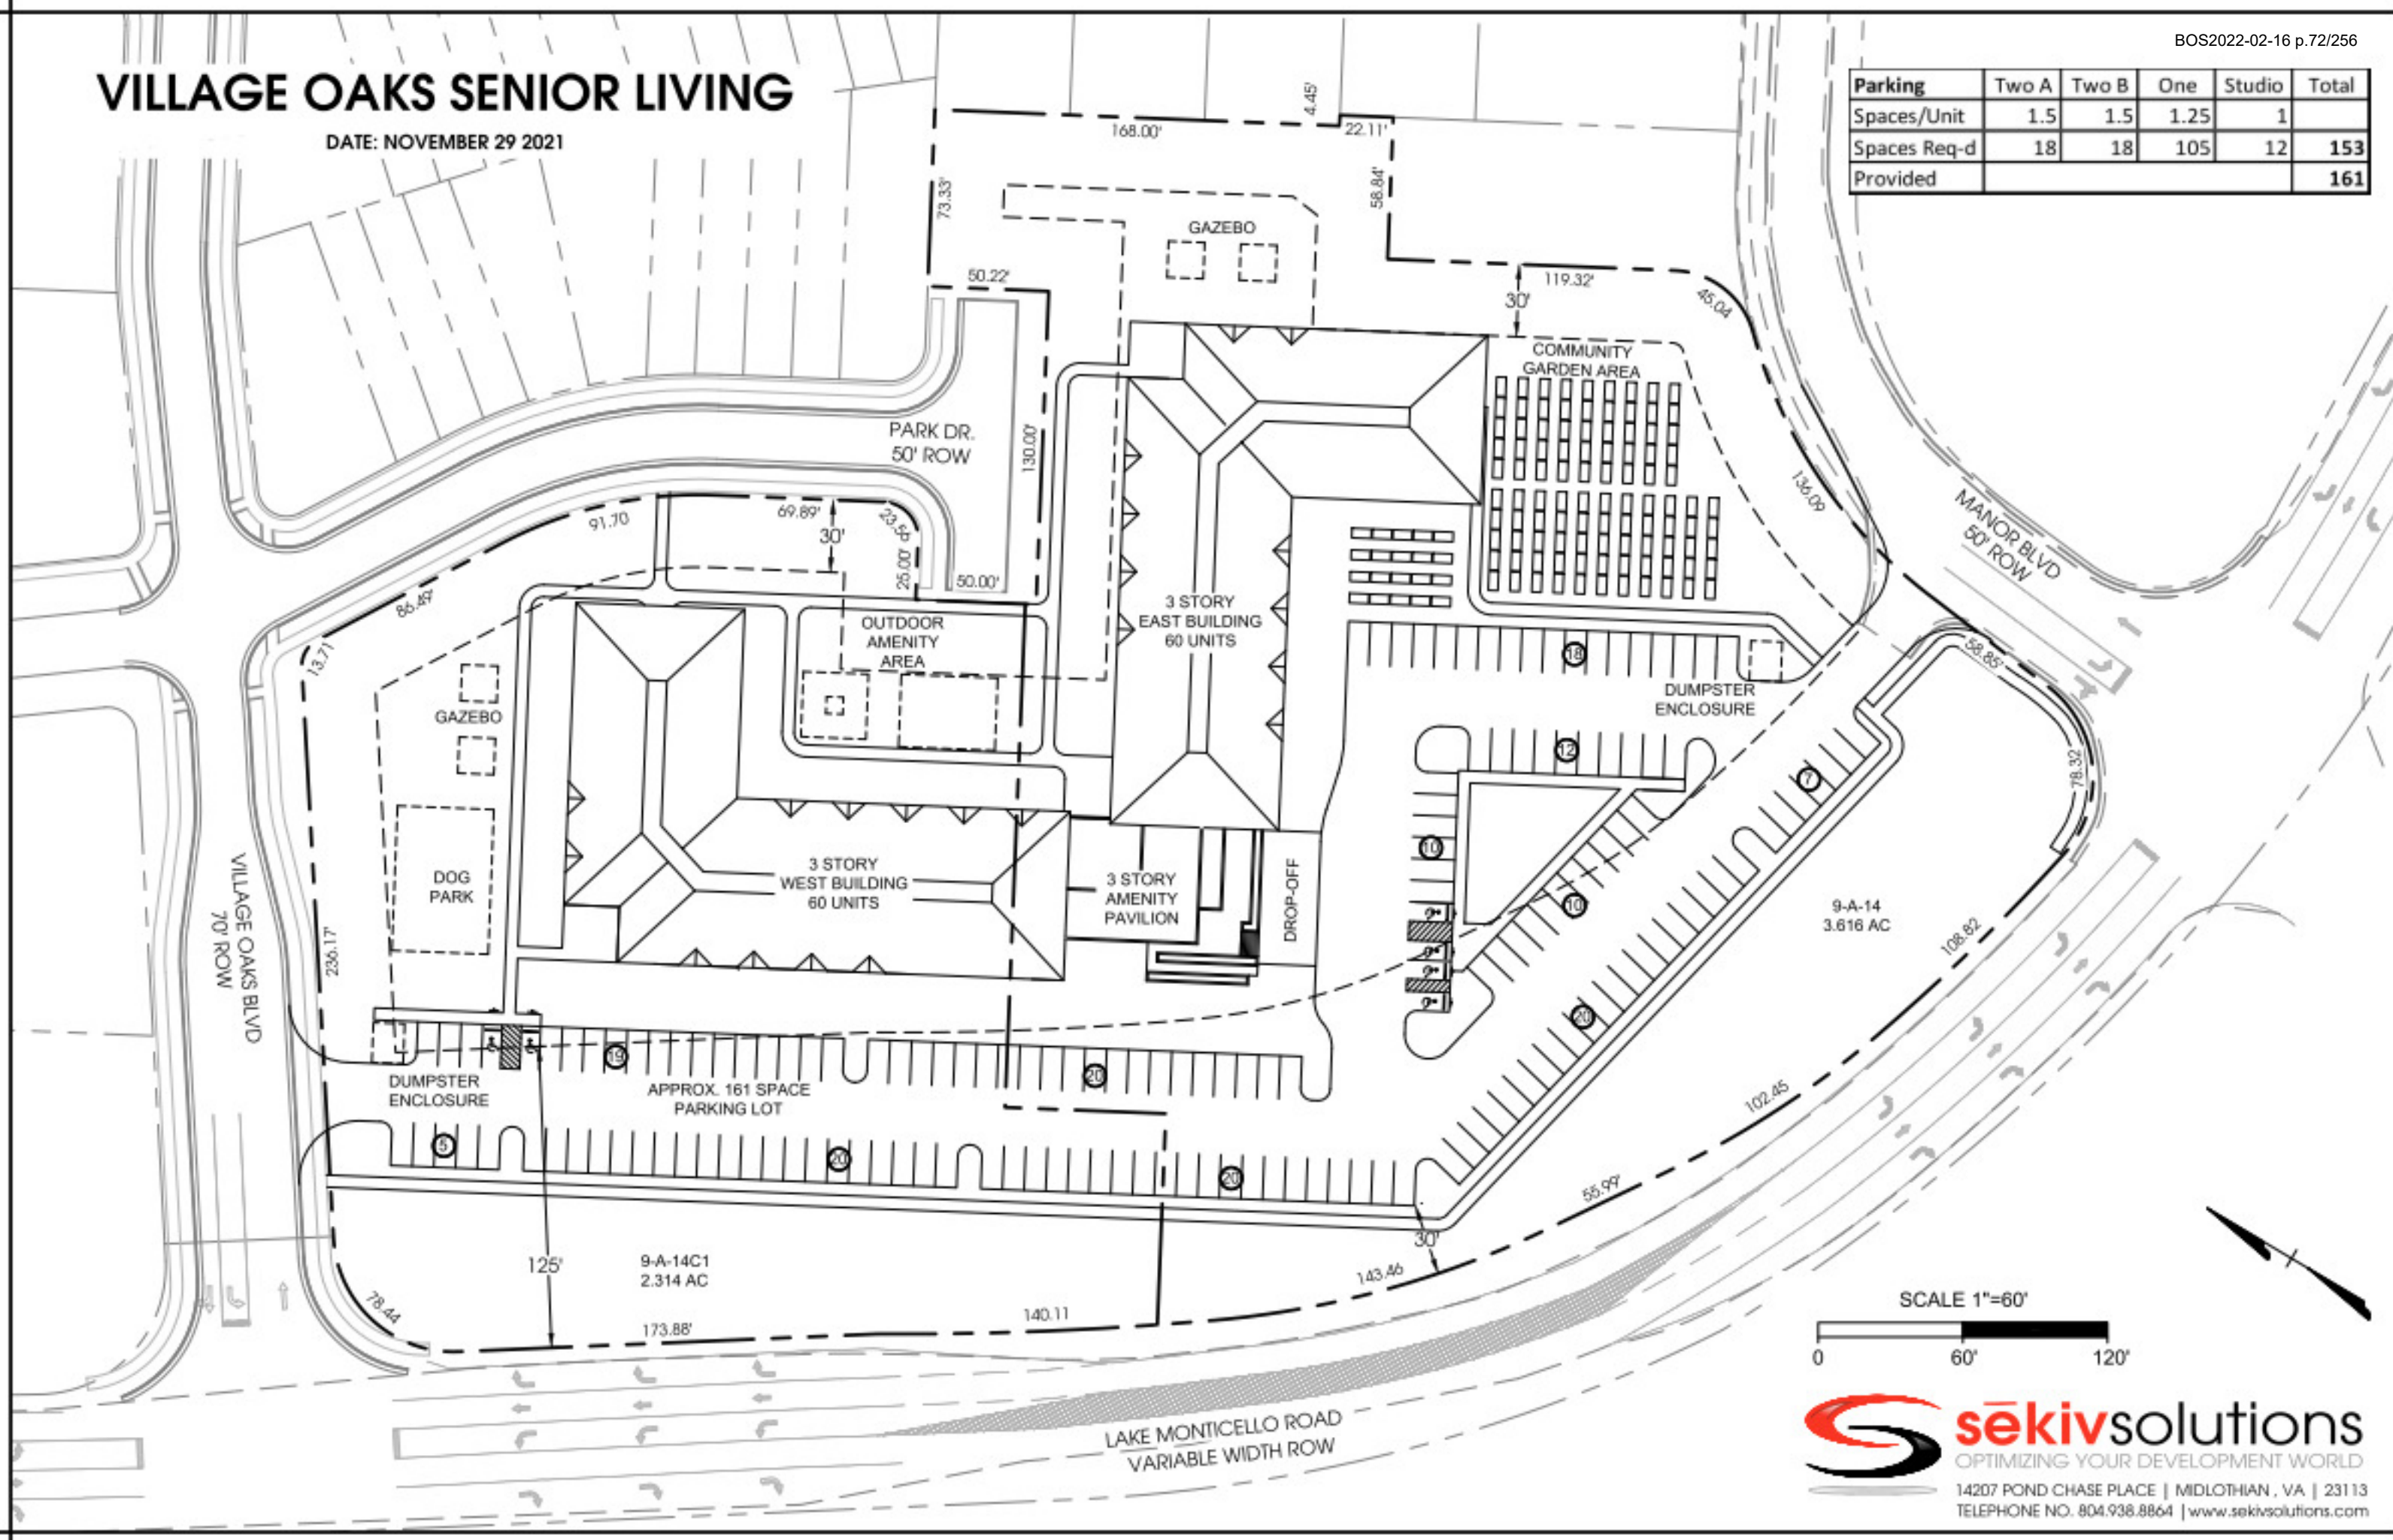 BOS2022-02-16 p.72/256
VILLAGE OAKS SENIOR LIVING
DATE: NOVEMBER 29 2021
Parking Two A Two B One Studio Total
Spaces/Unit 1.5 1.5 1.25 1
Spaces Req-d 18 18 105 12 153
Provided 161
168.00'
4.45'
22.11'
58.84'
73.33'
GAZEBO
50.22'
119.32'
30'
45.04
COMMUNITY
GARDEN AREA
PARK DR.
50' ROW
130.00'
136.09
MANOR BLVD
50' ROW
91.70
69.89'
30'
23.56
25.00'
50.00'
86.49'
13.71
OUTDOOR
AMENITY
AREA
3 STORY
EAST BUILDING
60 UNITS
18
58.85'
DUMPSTER
ENCLOSURE
GAZEBO
12
7
78.32
10
DOG
PARK
3 STORY
WEST BUILDING
60 UNITS
3 STORY
AMENITY
PAVILION
DROP-OFF
10
9-A-14
3.616 AC
108.82
VILLAGE OAKS BLVD
70' ROW
236.17'
20
19
20
DUMPSTER
ENCLOSURE
APPROX. 161 SPACE
PARKING LOT
102.45
5
20
20
55.99'
30'
125'
9-A-14C1
2.314 AC
143.46
78.44
173.88'
140.11
LAKE MONTICELLO ROAD
VARIABLE WIDTH ROW
SCALE 1"=60'
0 60' 120'
sēkivsolutions
OPTIMIZING YOUR DEVELOPMENT WORLD
14207 POND CHASE PLACE | MIDLOTHIAN , VA | 23113
TELEPHONE NO. 804.938.8864 | www.sekivsolutions.com